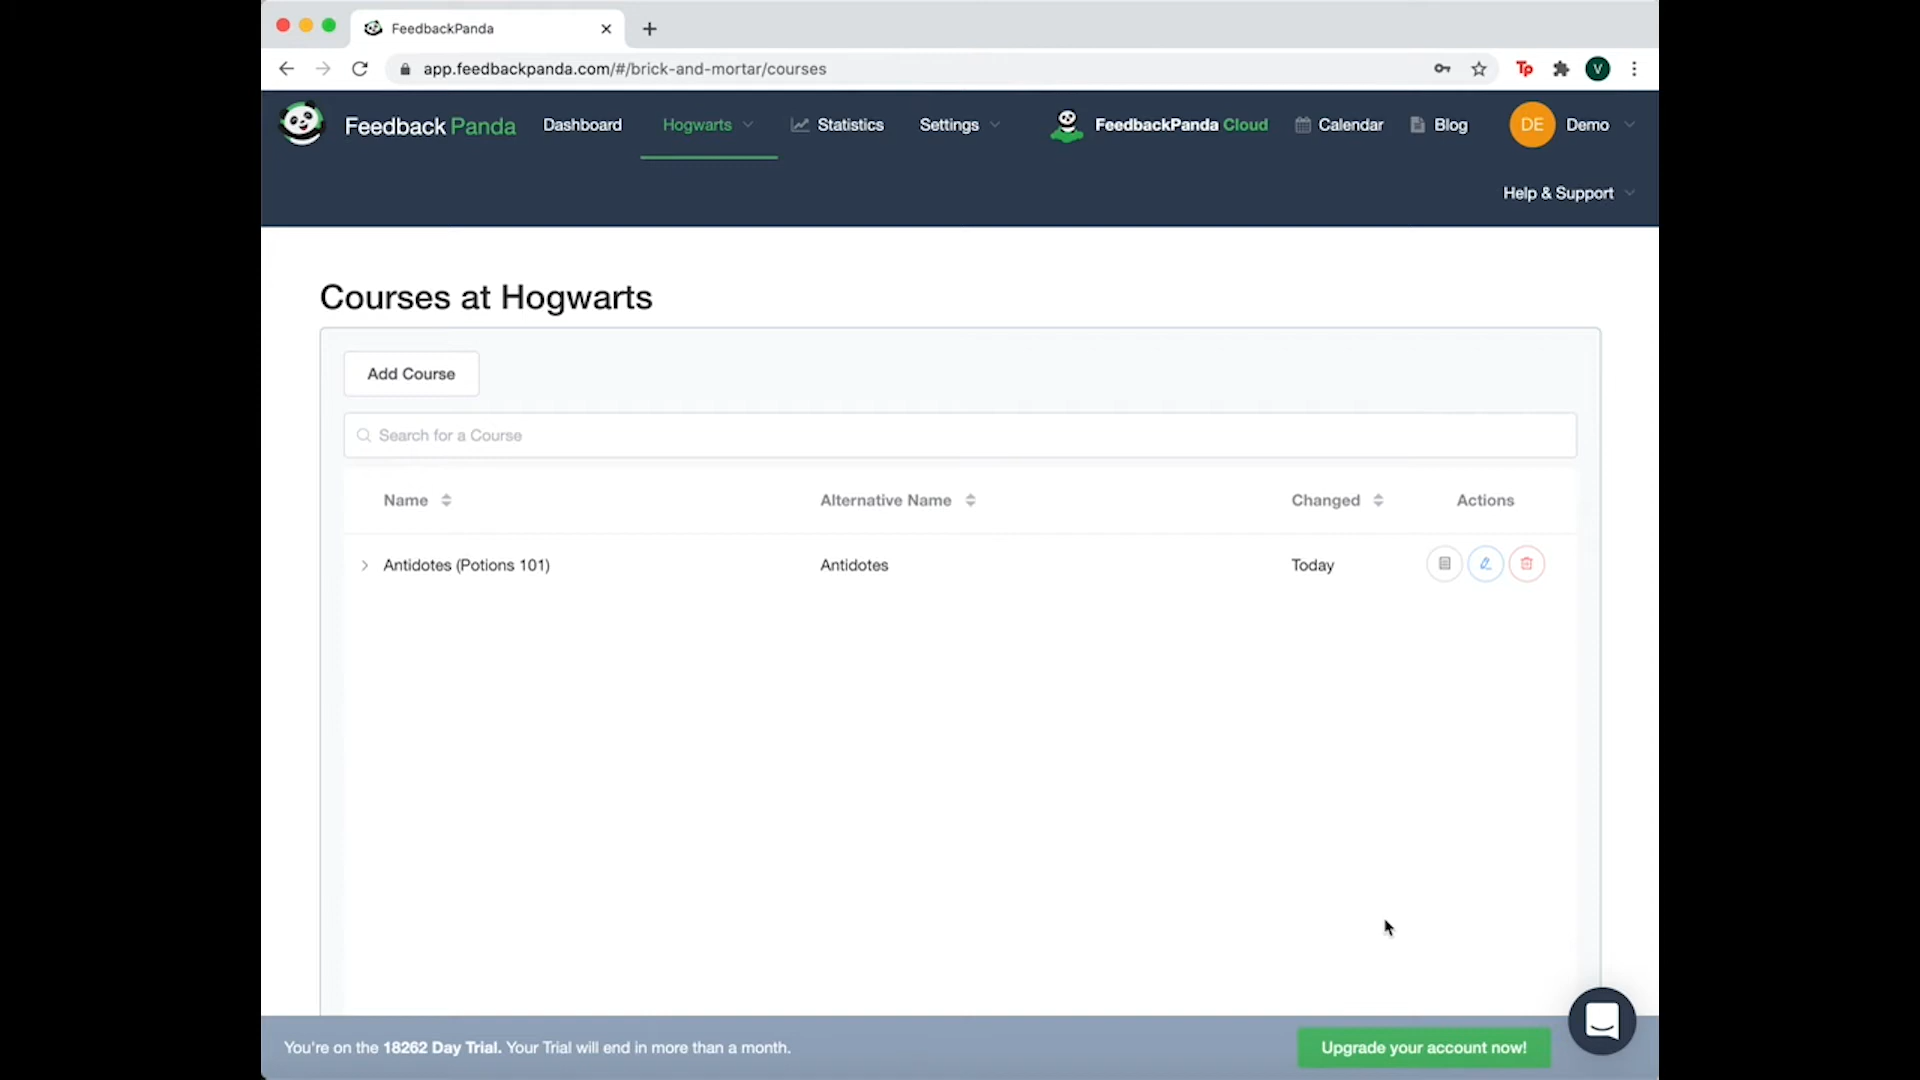 FeedbackPanda
app.feedbackpanda.com/#/brick-and-mortar/courses
Tp
V
Feedback Panda
Dashboard
Hogwarts
Statistics
Settings
FeedbackPanda Cloud
Calendar
Blog
DE
Demo
Help & Support
Courses at Hogwarts
Add Course
Search for a Course
Name
Alternative Name
Changed
Actions
Antidotes (Potions 101)
Antidotes
Today
You're on the 18262 Day Trial. Your Trial will end in more than a month.
Upgrade your account now!